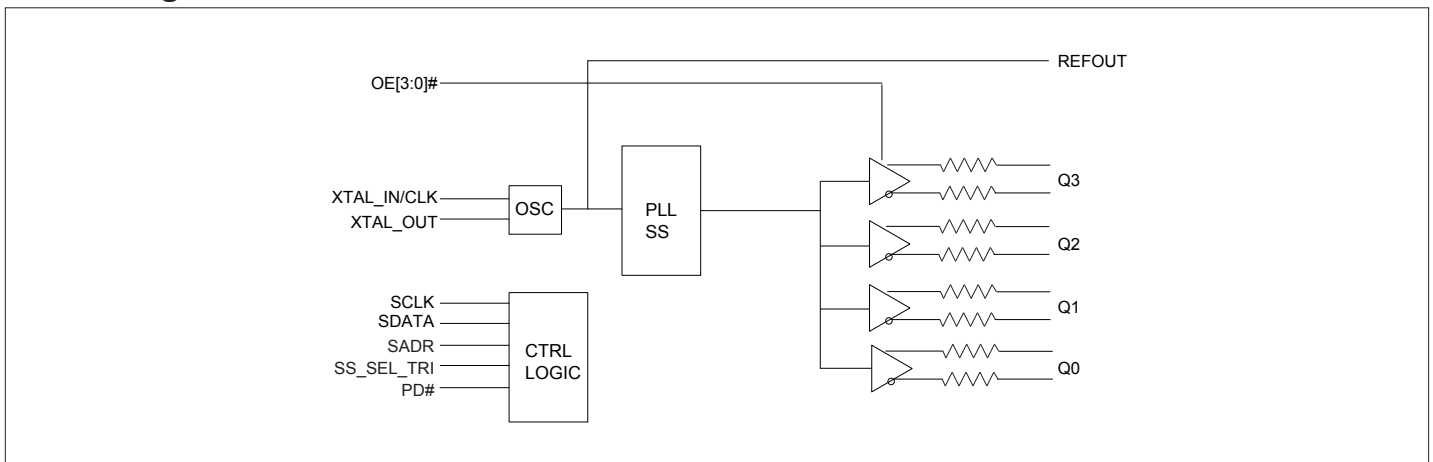 REFOUT
OE[3:0]#
Q3
XTAL_IN/CLK
OSC
PLL
SS
XTAL_OUT
Q2
SCLK
SDATA
SADR
SS_SEL_TRI
PD#
CTRL
LOGIC
Q1
Q0